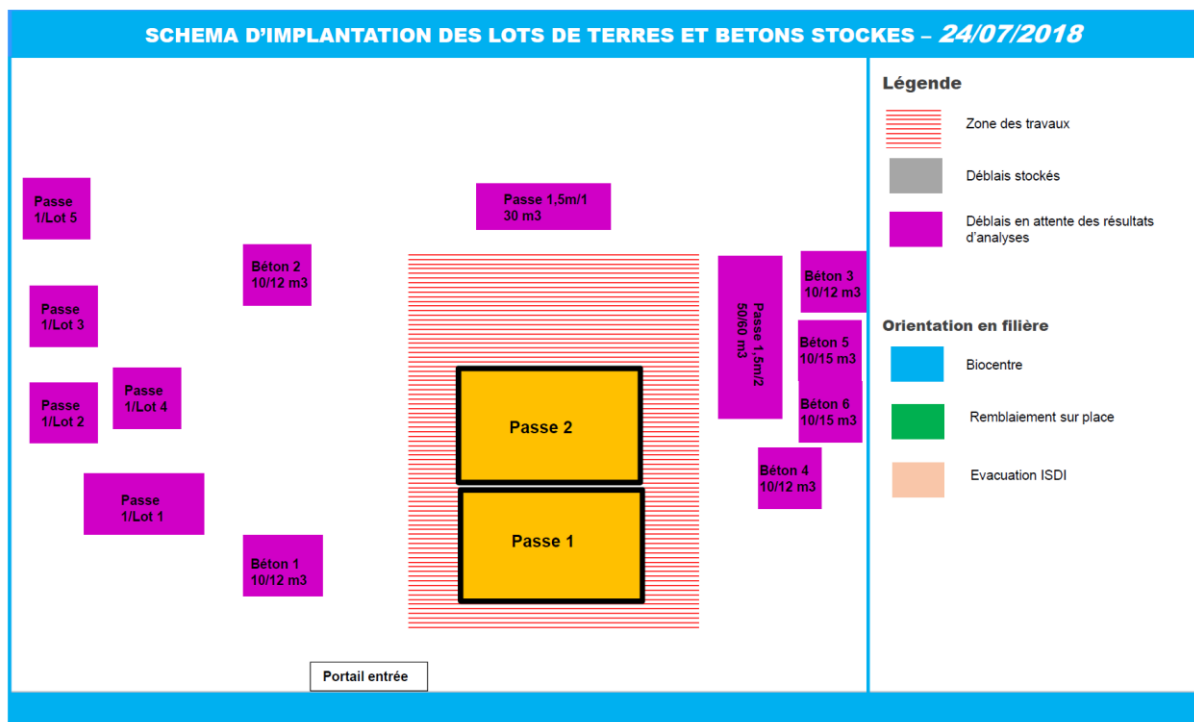 SCHEMA D'IMPLANTATION DES LOTS DE TERRES ET BETONS STOCKES – 24/07/2018
Légende
Zone des travaux
Déblais stockés
Déblais en attente des résultats
d'analyses
Orientation en filière
Biocentre
Remblaiement sur place
Evacuation ISDI
Passe
1/Lot 5
Passe 1,5m/1
30 m3
Béton 2
10/12 m3
Passe
1/Lot 3
Passe 1,5m/2
50/60 m3
Béton 3
10/12 m3
Béton 5
10/15 m3
Passe
1/Lot 2
Passe
1/Lot 4
Passe 2
Béton 6
10/15 m3
Béton 4
10/12 m3
Passe
1/Lot 1
Passe 1
Béton 1
10/12 m3
Portail entrée